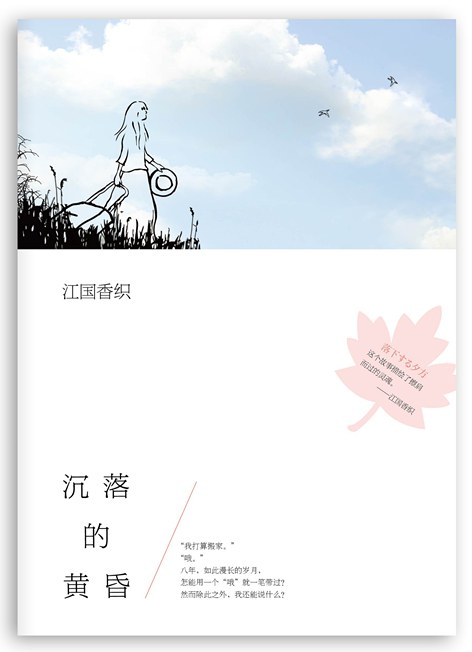 江国香织
落下する夕方
这个故事描绘了擦肩
而过的灵魂。
——江国香织
沉落
的
黄昏
“我打算搬家。”
“哦。”
八年，如此漫长的岁月，
怎能用一个“哦”就一笔带过？
然而除此之外，我还能说什么？